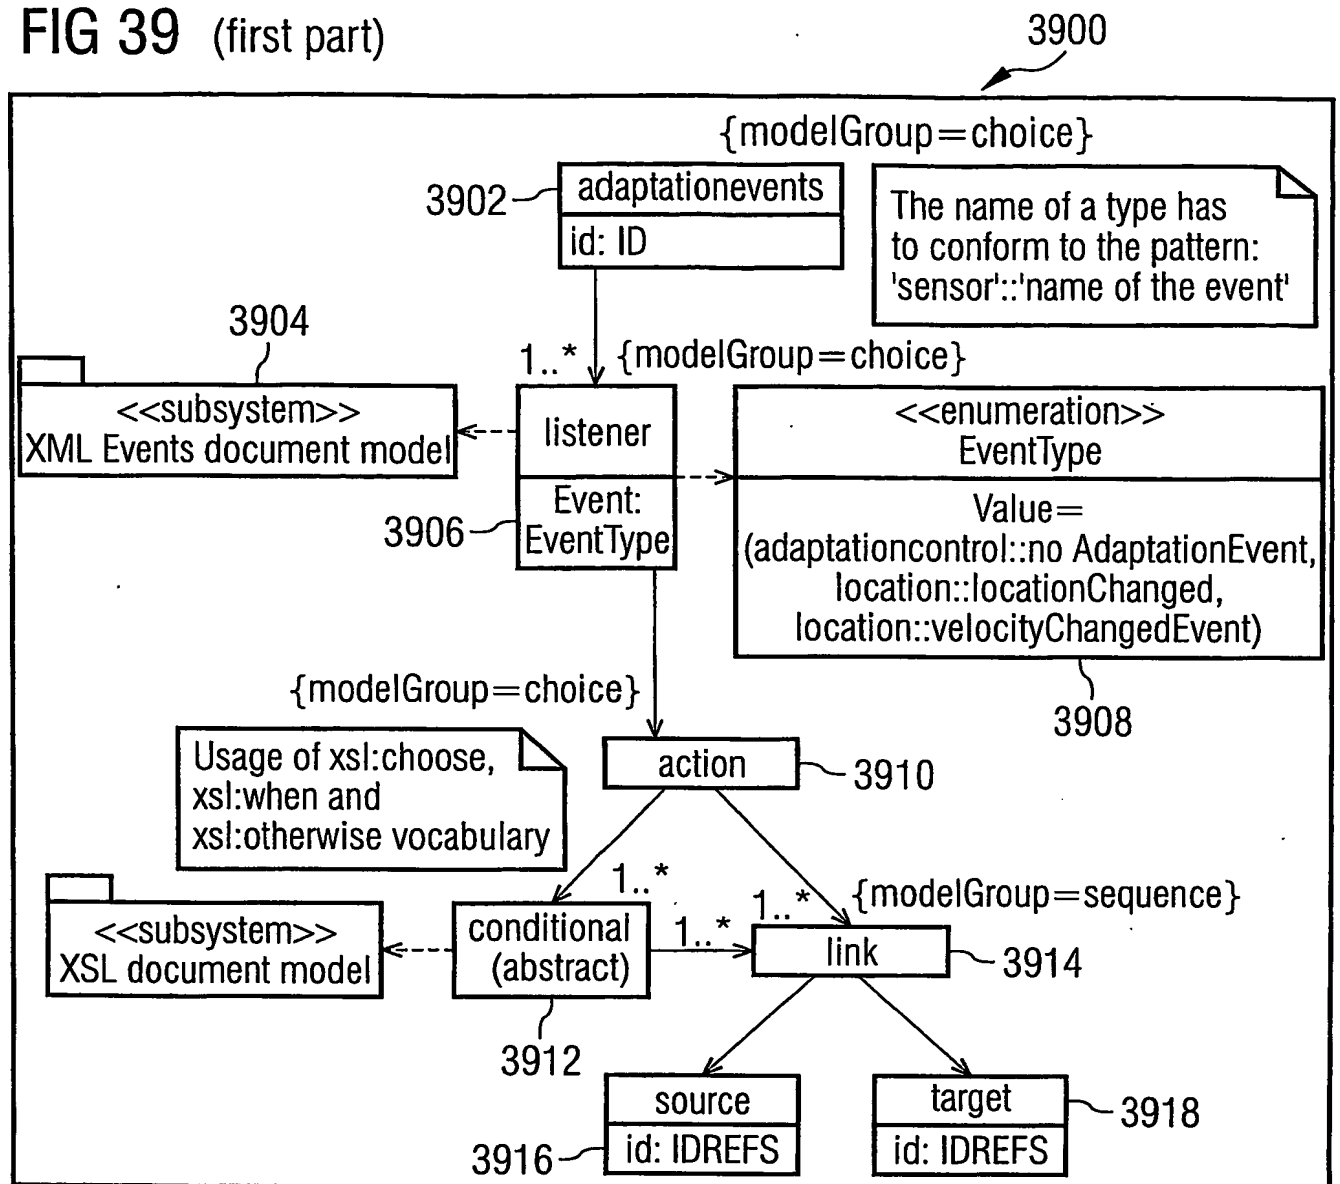 FIG 39 (first part)
3900
{modelGroup=choice}
3902
adaptationevents
id: ID
The name of a type has
to conform to the pattern:
'sensor'::'name of the event'
3904
1..*
{modelGroup=choice}
<<subsystem>>
XML Events document model
listener
<<enumeration>>
EventType
3906
Event:
EventType
Value=
(adaptationcontrol::no AdaptationEvent,
location::locationChanged,
location::velocityChangedEvent)
3908
{modelGroup=choice}
Usage of xsl:choose,
xsl:when and
xsl:otherwise vocabulary
action
3910
1..*
1..*
{modelGroup=sequence}
<<subsystem>>
XSL document model
conditional
(abstract)
1..*
link
3914
3912
source
id: IDREFS
3916
target
id: IDREFS
3918